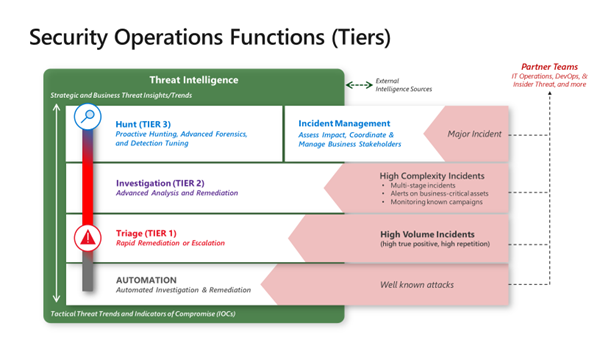 Security Operations Functions (Tiers)
Partner Teams
IT Operations, DevOps, &
Insider Threat, and more
Threat Intelligence
External
Intelligence Sources
Strategic and Business Threat Insights/Trends
Hunt (TIER 3)
Proactive Hunting, Advanced Forensics,
and Detection Tuning
Incident Management
Assess Impact, Coordinate &
Manage Business Stakeholders
Major Incident
Investigation (TIER 2)
Advanced Analysis and Remediation
High Complexity Incidents
• Multi-stage incidents
• Alerts on business-critical assets
• Monitoring known campaigns
Triage (TIER 1)
Rapid Remediation or Escalation
High Volume Incidents
(high true positive, high repetition)
AUTOMATION
Automated Investigation & Remediation
Well known attacks
Tactical Threat Trends and Indicators of Compromise (IOCs)